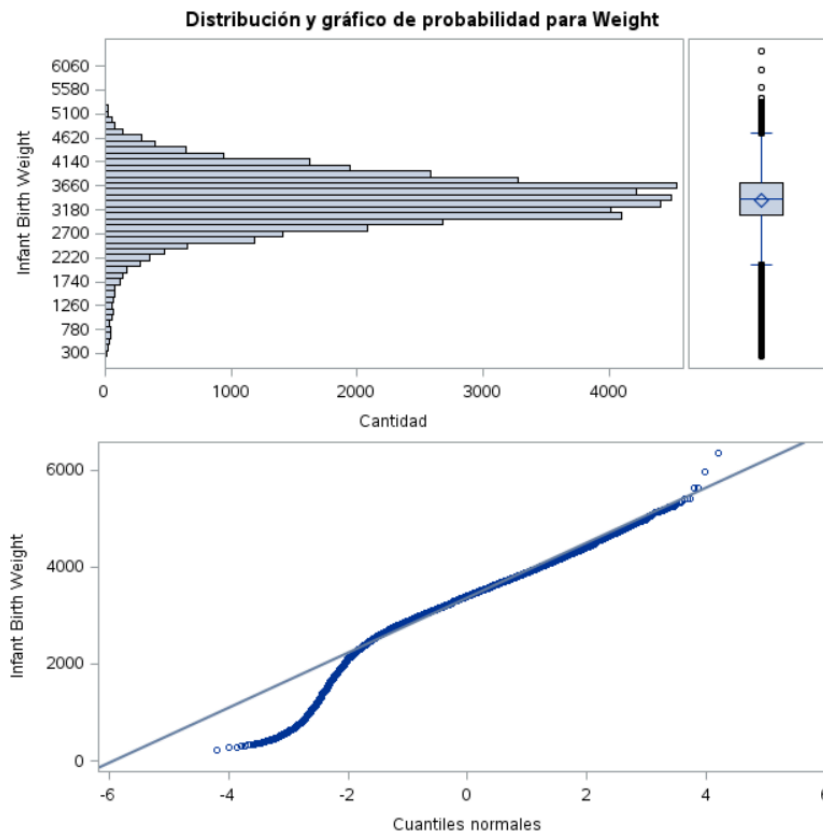 Distribución y gráfico de probabilidad para Weight
Infant Birth Weight
6060
5580
5100
4620
4140
3660
3180
2700
2220
1740
1260
780
300
0 1000 2000 3000 4000
Cantidad
Infant Birth Weight
6000
4000
2000
0
-6 -4 -2 0 2 4 6
Cuantiles normales